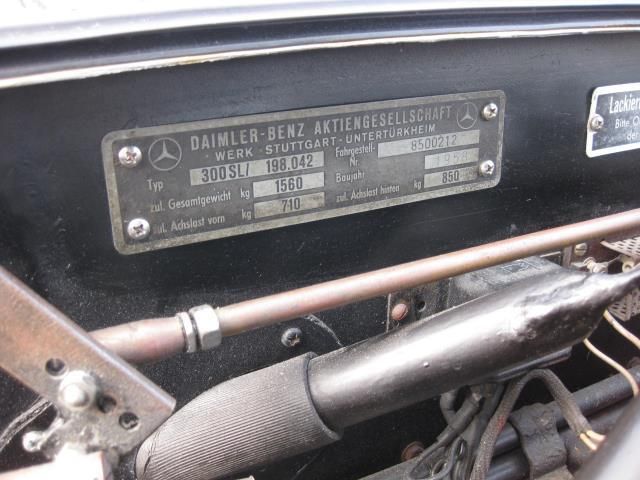 DAIMLER-BENZ AKTIENGESELLSCHAFT
WERK STUTTGART-UNTERTÜRKHEIM
Typ 300SL/ 198.042 Fahrgestell-Nr. 8500212
zul. Gesamtgewicht kg 1560 Baujahr 1958
zul. Achslast vorn kg 710 zul. Achslast hinten kg 850
Lackier
Bitte
der